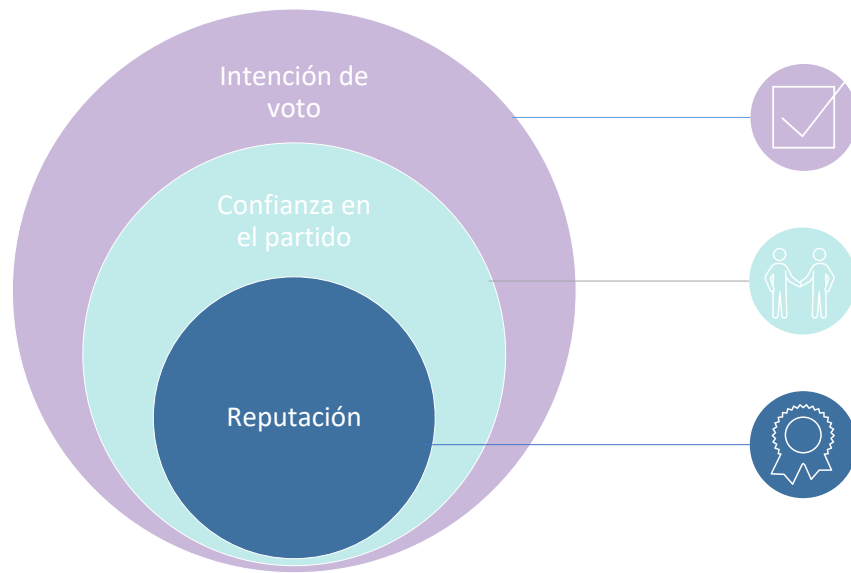 Intención de
voto
Confianza en
el partido
Reputación